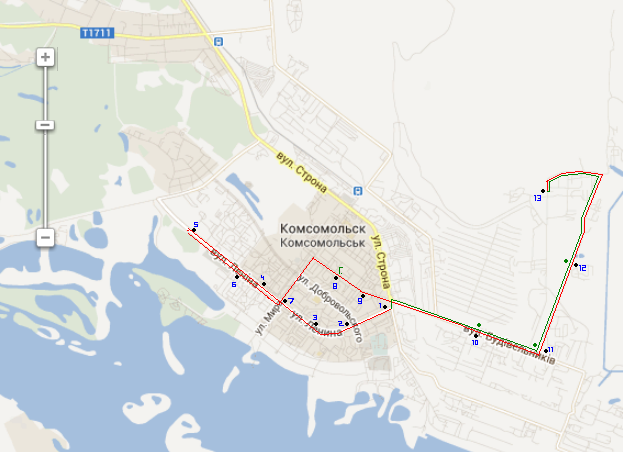 T1711
+
вул. Строна
13
Комсомольск
Комсомольськ
ул. Строна
5
12
вул. Леніна
6
4
Г
8
ул. Добровольского
7
9
1
ул. Мира
3
2
ул. Ленина
10
вул. Будівельників
11